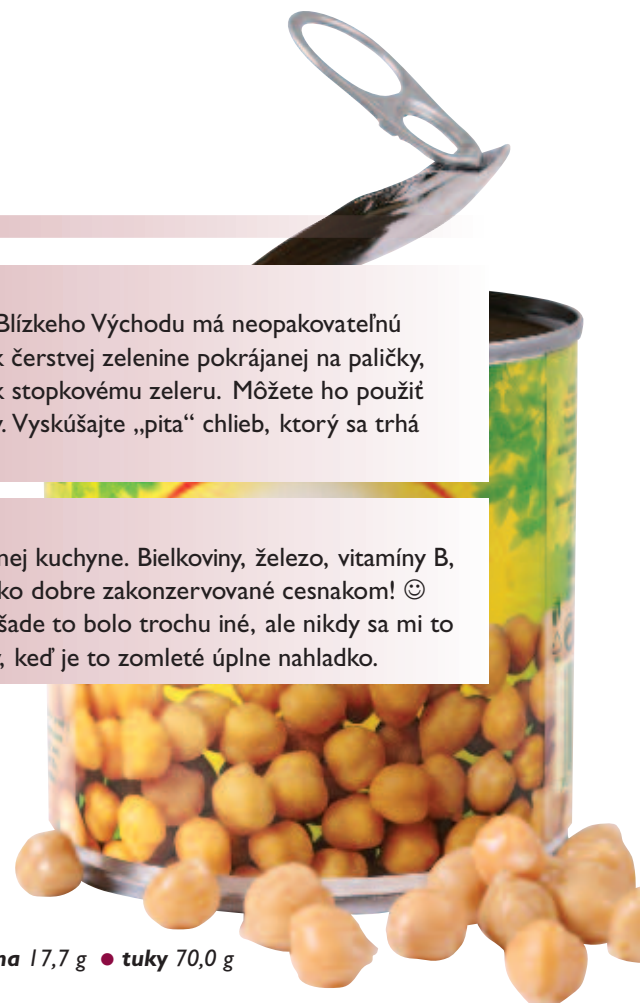 Blízkeho Východu má neopakovateľnú
k čerstvej zelenine pokrájanej na paličky,
k stopkovému zeleru. Môžete ho použiť
. Vyskúšajte „pita“ chlieb, ktorý sa trhá
nej kuchyne. Bielkoviny, železo, vitamíny B,
ko dobre zakonzervované cesnakom! ☺
šade to bolo trochu iné, ale nikdy sa mi to
, keď je to zomleté úplne nahladko.
na 17,7 g ● tuky 70,0 g